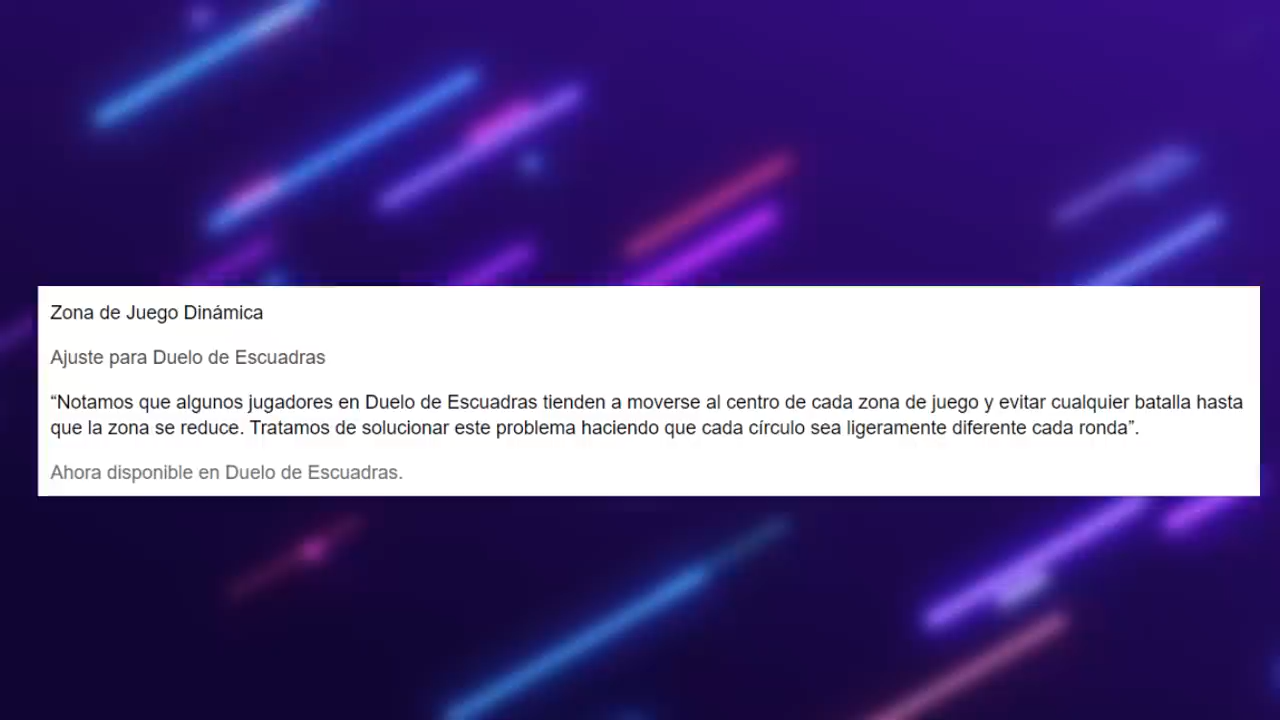 Zona de Juego Dinámica
Ajuste para Duelo de Escuadras
“Notamos que algunos jugadores en Duelo de Escuadras tienden a moverse al centro de cada zona de juego y evitar cualquier batalla hasta
que la zona se reduce. Tratamos de solucionar este problema haciendo que cada círculo sea ligeramente diferente cada ronda”.
Ahora disponible en Duelo de Escuadras.